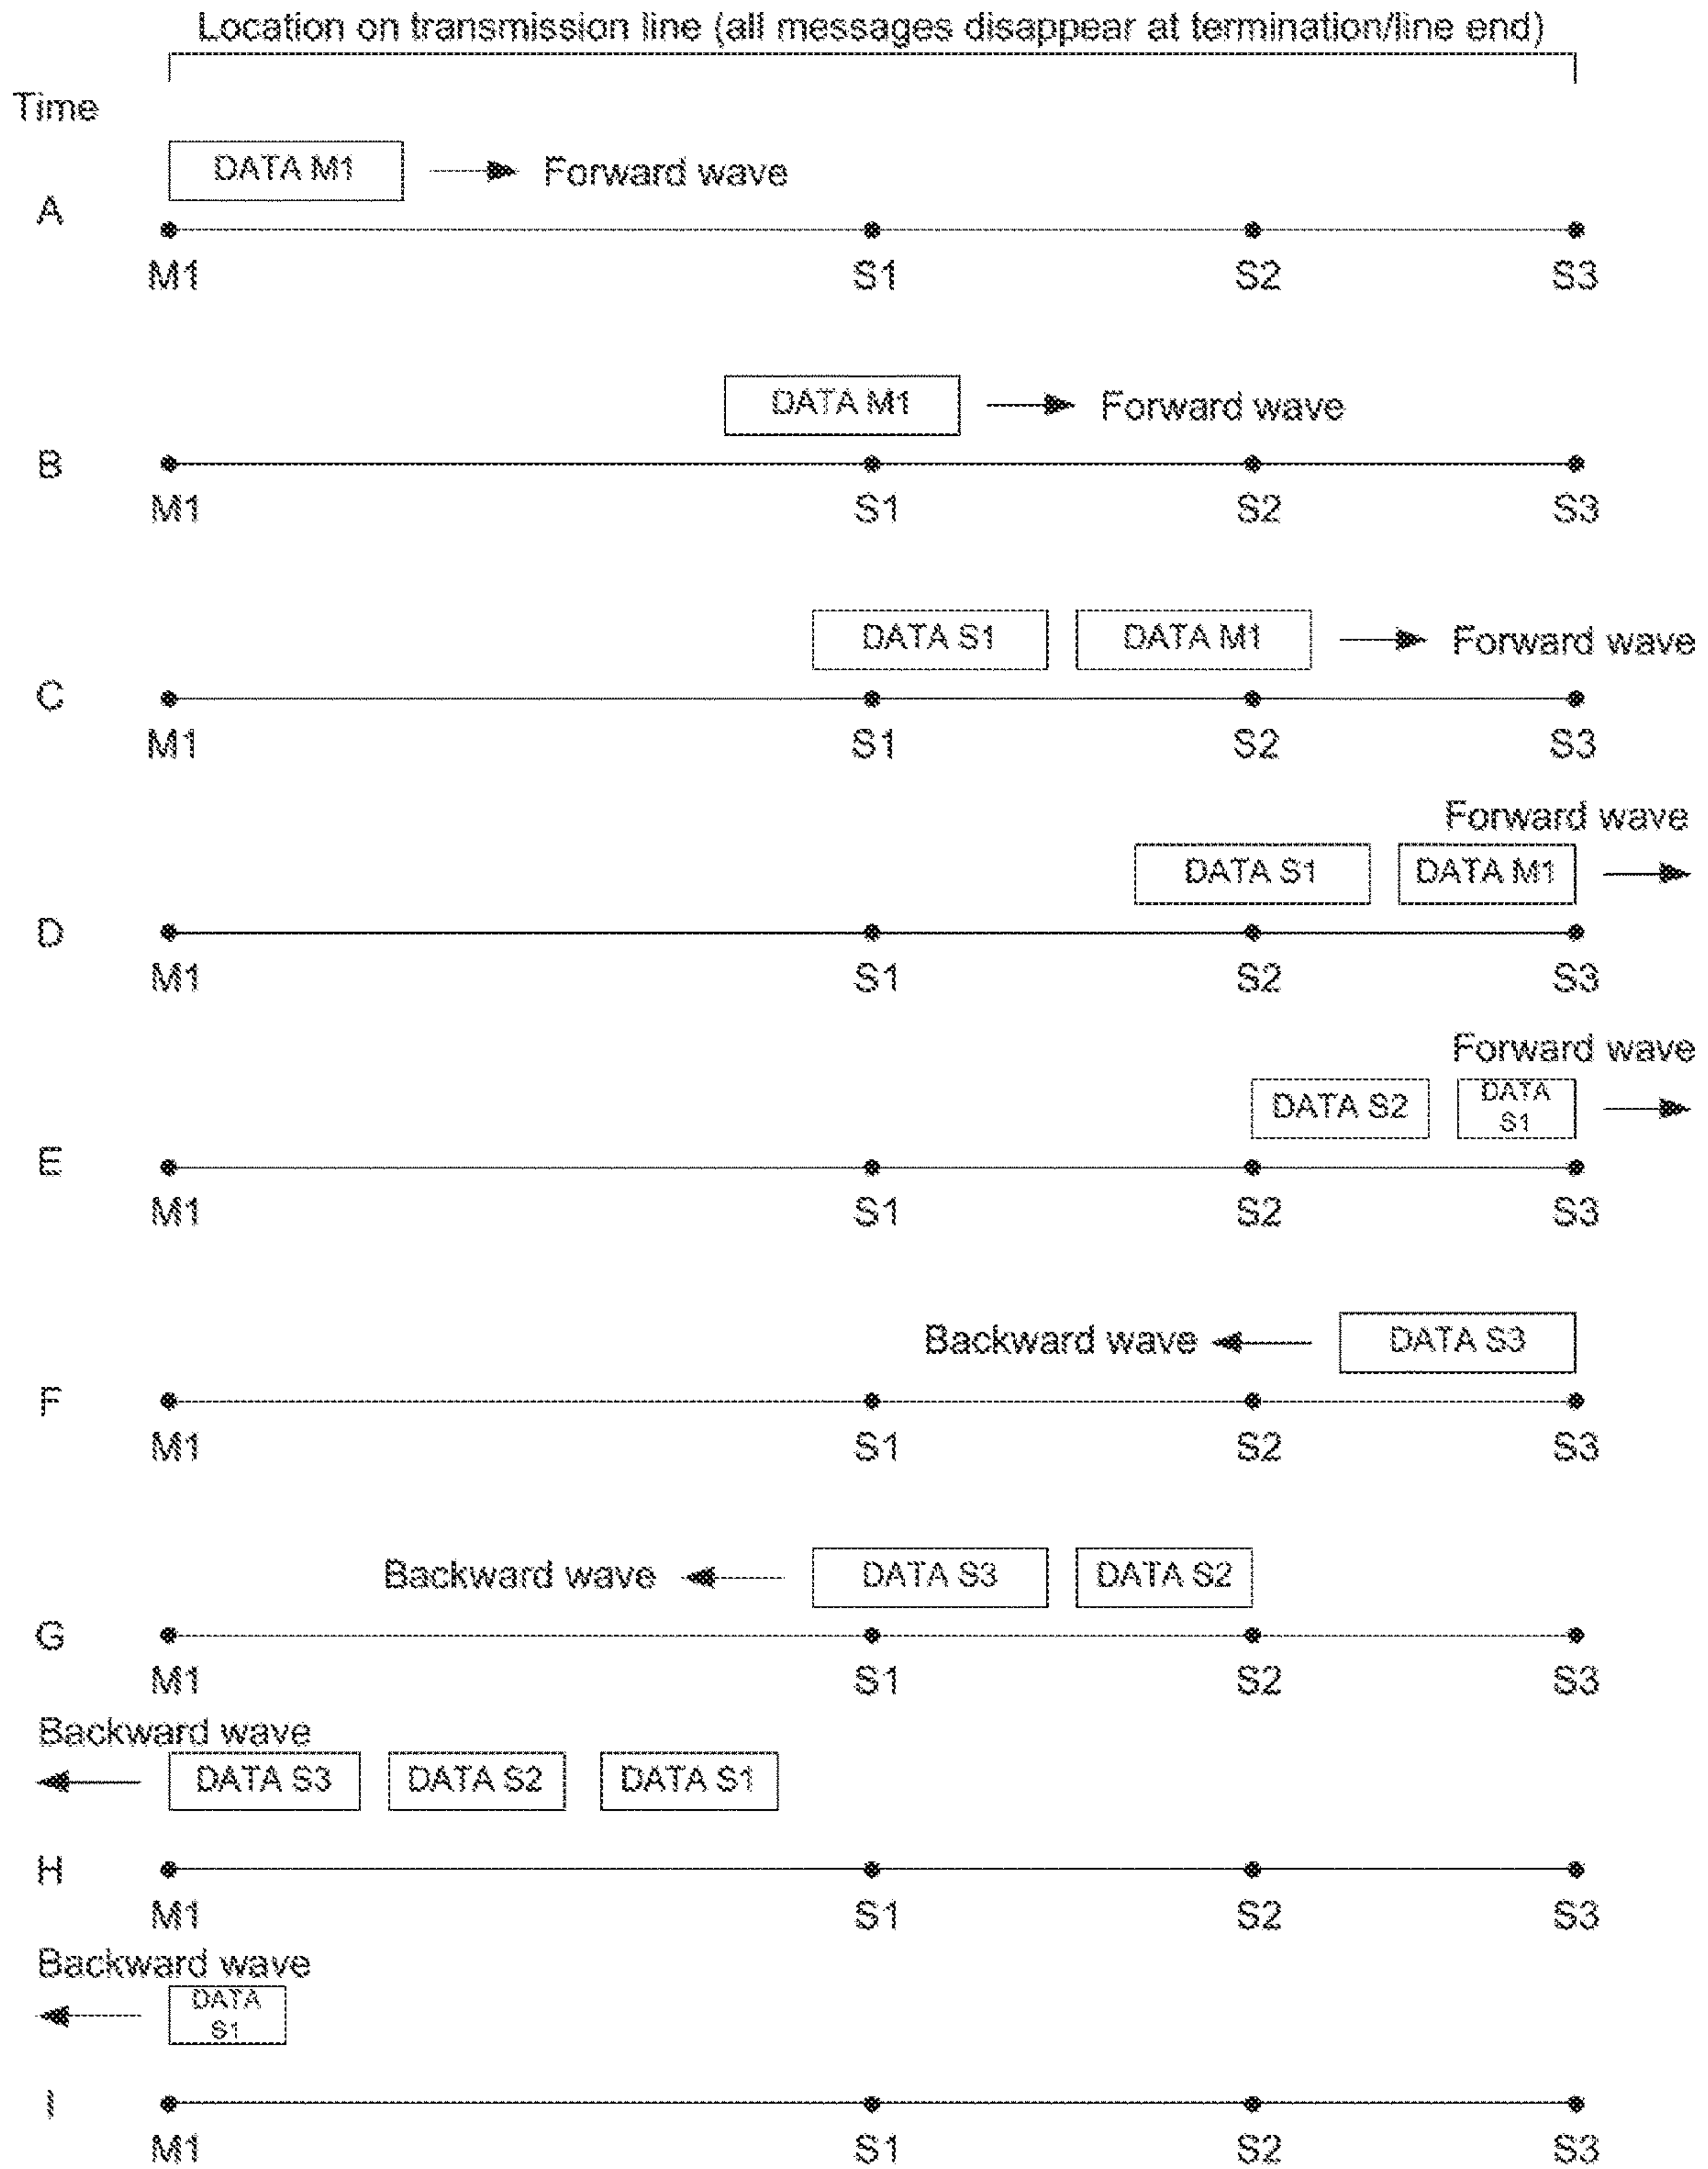 Location on transmission line (all messages disappear at termination/line end)
Time
DATA M1 Forward wave
A
M1 S1 S2 S3
DATA M1 Forward wave
B
M1 S1 S2 S3
DATA S1 DATA M1 Forward wave
C
M1 S1 S2 S3
Forward wave
DATA S1 DATA M1
D
M1 S1 S2 S3
Forward wave
DATA S2 DATA
S1
E
M1 S1 S2 S3
Backward wave DATA S3
F
M1 S1 S2 S3
Backward wave DATA S3 DATA S2
G
M1 S1 S2 S3
Backward wave
DATA S3 DATA S2 DATA S1
H
M1 S1 S2 S3
Backward wave
DATA
S1
I
M1 S1 S2 S3